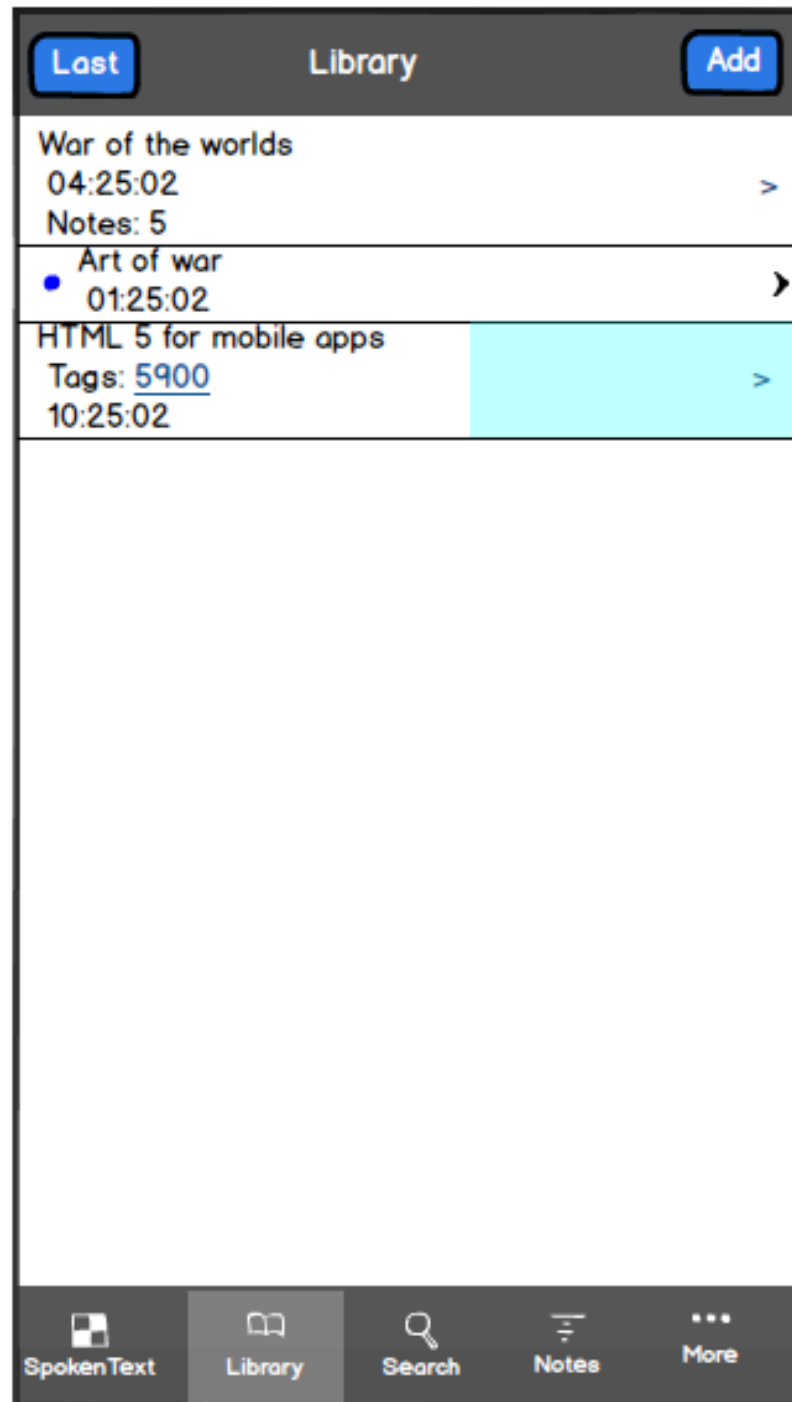 Last Library Add
War of the worlds
04:25:02 >
Notes: 5
Art of war
01:25:02
HTML 5 for mobile apps
Tags: 5900 >
10:25:02
SpokenText Library Search Notes More